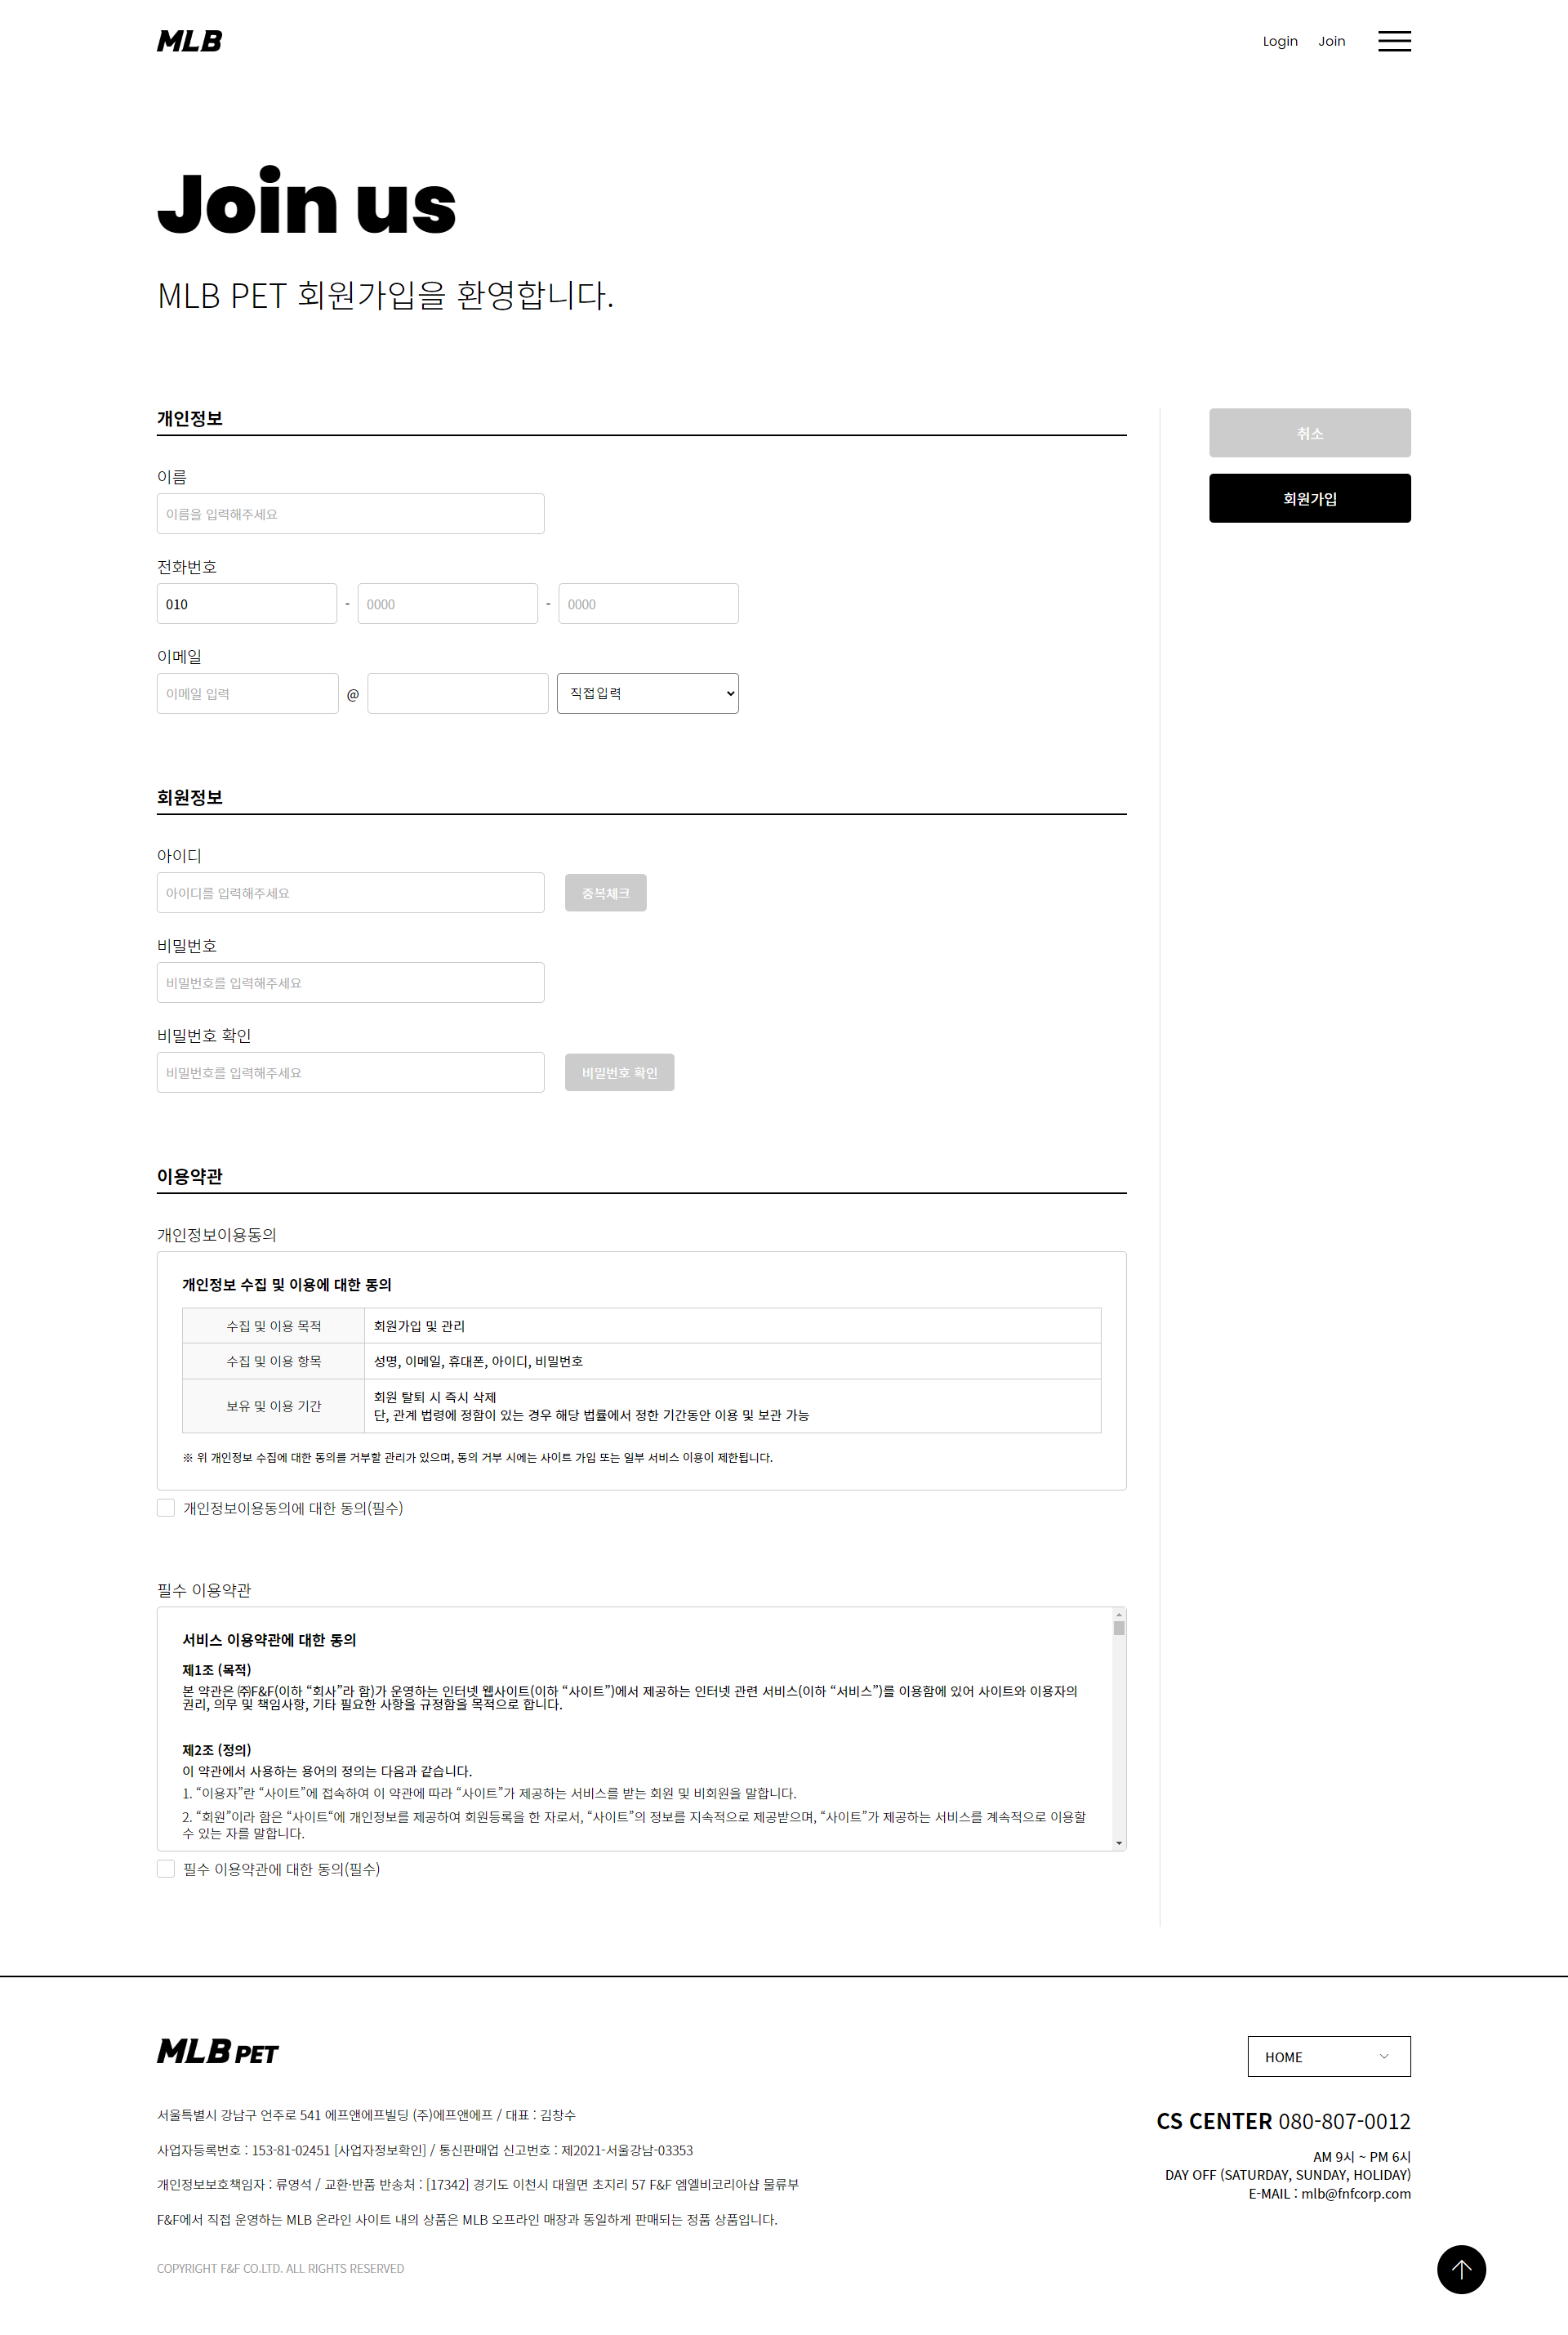 MLB
Login Join
Join us
MLB PET 회원가입을 환영합니다.
개인정보
취소
회원가입
이름
이름을 입력해주세요
전화번호
010 - 0000 - 0000
이메일
이메일 입력 @ 직접입력
회원정보
아이디
아이디를 입력해주세요 중복체크
비밀번호
비밀번호를 입력해주세요
비밀번호 확인
비밀번호를 입력해주세요 비밀번호 확인
이용약관
개인정보이용동의
개인정보 수집 및 이용에 대한 동의
수집 및 이용 목적 회원가입 및 관리
수집 및 이용 항목 성명, 이메일, 휴대폰, 아이디, 비밀번호
보유 및 이용 기간 회원 탈퇴 시 즉시 삭제
단, 관계 법령에 정함이 있는 경우 해당 법률에서 정한 기간동안 이용 및 보관 가능
※ 위 개인정보 수집에 대한 동의를 거부할 관리가 있으며, 동의 거부 시에는 사이트 가입 또는 일부 서비스 이용이 제한됩니다.
개인정보이용동의에 대한 동의(필수)
필수 이용약관
서비스 이용약관에 대한 동의
제1조 (목적)
본 약관은 ㈜F&F(이하 “회사”라 함)가 운영하는 인터넷 웹사이트(이하 “사이트”)에서 제공하는 인터넷 관련 서비스(이하 “서비스”)를 이용함에 있어 사이트와 이용자의
권리, 의무 및 책임사항, 기타 필요한 사항을 규정함을 목적으로 합니다.
제2조 (정의)
이 약관에서 사용하는 용어의 정의는 다음과 같습니다.
1. “이용자”란 “사이트”에 접속하여 이 약관에 따라 “사이트”가 제공하는 서비스를 받는 회원 및 비회원을 말합니다.
2. “회원”이라 함은 “사이트“에 개인정보를 제공하여 회원등록을 한 자로서, “사이트”의 정보를 지속적으로 제공받으며, “사이트”가 제공하는 서비스를 계속적으로 이용할
수 있는 자를 말합니다.
필수 이용약관에 대한 동의(필수)
MLB PET
HOME
서울특별시 강남구 언주로 541 에프앤에프빌딩 (주)에프앤에프 / 대표 : 김창수
사업자등록번호 : 153-81-02451 [사업자정보확인] / 통신판매업 신고번호 : 제2021-서울강남-03353
개인정보보호책임자 : 류영석 / 교환·반품 반송처 : [17342] 경기도 이천시 대월면 초지리 57 F&F 엠엘비코리아샵 물류부
F&F에서 직접 운영하는 MLB 온라인 사이트 내의 상품은 MLB 오프라인 매장과 동일하게 판매되는 정품 상품입니다.
COPYRIGHT F&F CO.LTD. ALL RIGHTS RESERVED
CS CENTER 080-807-0012
AM 9시 ~ PM 6시
DAY OFF (SATURDAY, SUNDAY, HOLIDAY)
E-MAIL : mlb@fnfcorp.com